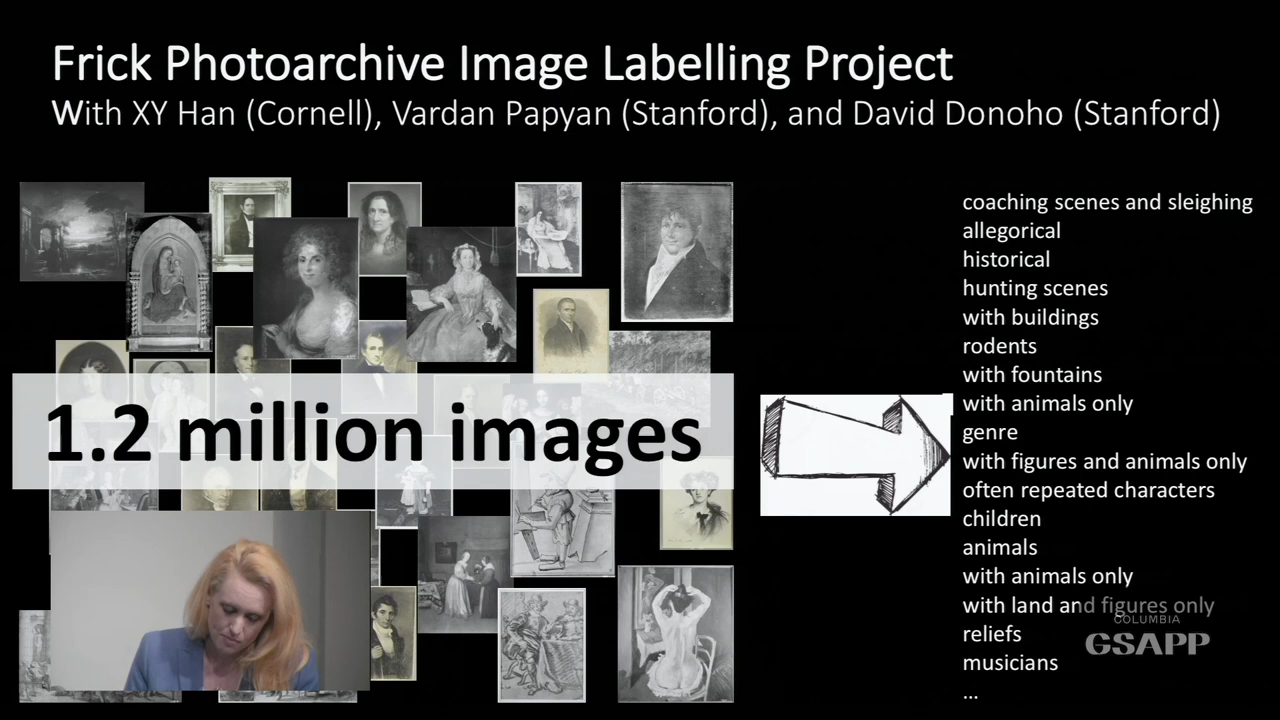 Frick Photoarchive Image Labelling Project
With XY Han (Cornell), Vardan Papyan (Stanford), and David Donoho (Stanford)
1.2 million images
coaching scenes and sleighing
allegorical
historical
hunting scenes
with buildings
rodents
with fountains
with animals only
genre
with figures and animals only
often repeated characters
children
animals
with animals only
with land and figures only
reliefs
musicians
...
COLUMBIA
GSAPP